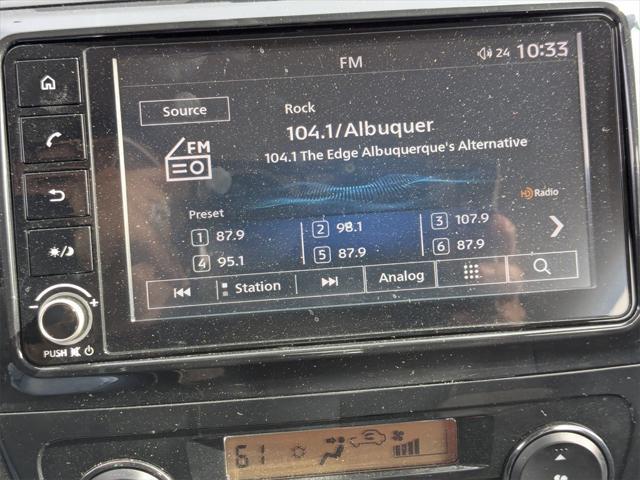 FM
24 10:33
Source
Rock
104.1/Albuquer
FM
104.1 The Edge Albuquerque's Alternative
HD Radio
Preset
1 87.9 2 98.1 3 107.9
4 95.1 5 87.9 6 87.9
Station Analog
PUSH
61